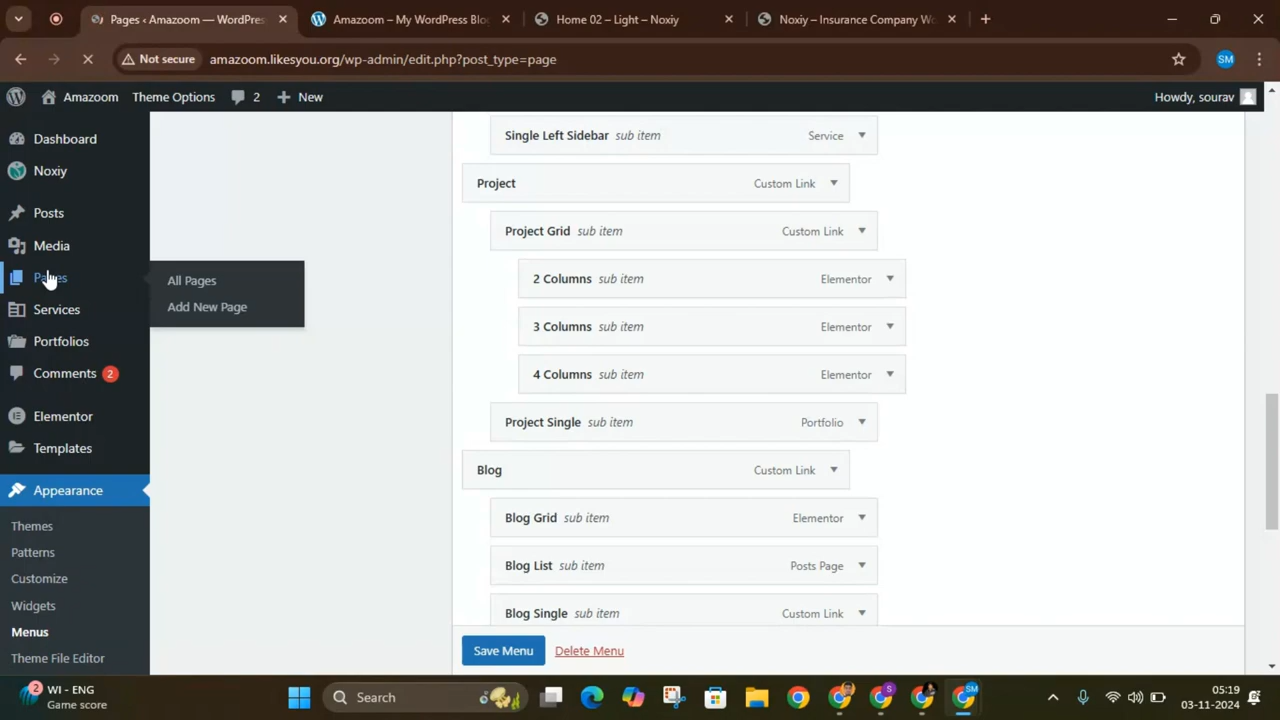 Pages ‹ Amazoom — WordPres
Amazoom – My WordPress Blo
Home 02 – Light – Noxiy
Noxiy – Insurance Company Wo
Not secure
amazoom.likesyou.org/wp-admin/edit.php?post_type=page
SM
Amazoom
Theme Options
2
New
Howdy, sourav
Dashboard
Noxiy
Posts
Media
Pages
All Pages
Add New Page
Services
Portfolios
Comments 2
Elementor
Templates
Appearance
Themes
Patterns
Customize
Widgets
Menus
Theme File Editor
Single Left Sidebar sub item Service
Project Custom Link
Project Grid sub item Custom Link
2 Columns sub item Elementor
3 Columns sub item Elementor
4 Columns sub item Elementor
Project Single sub item Portfolio
Blog Custom Link
Blog Grid sub item Elementor
Blog List sub item Posts Page
Blog Single sub item Custom Link
Save Menu Delete Menu
2
WI - ENG
Game score
Search
S
SM
05:19
03-11-2024